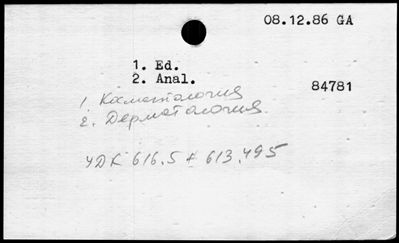 08.12.86 GA
1. Ed.
2. Anal.
84781
1. Косметология
2. Дерматология
УДК 616.5 + 613.495